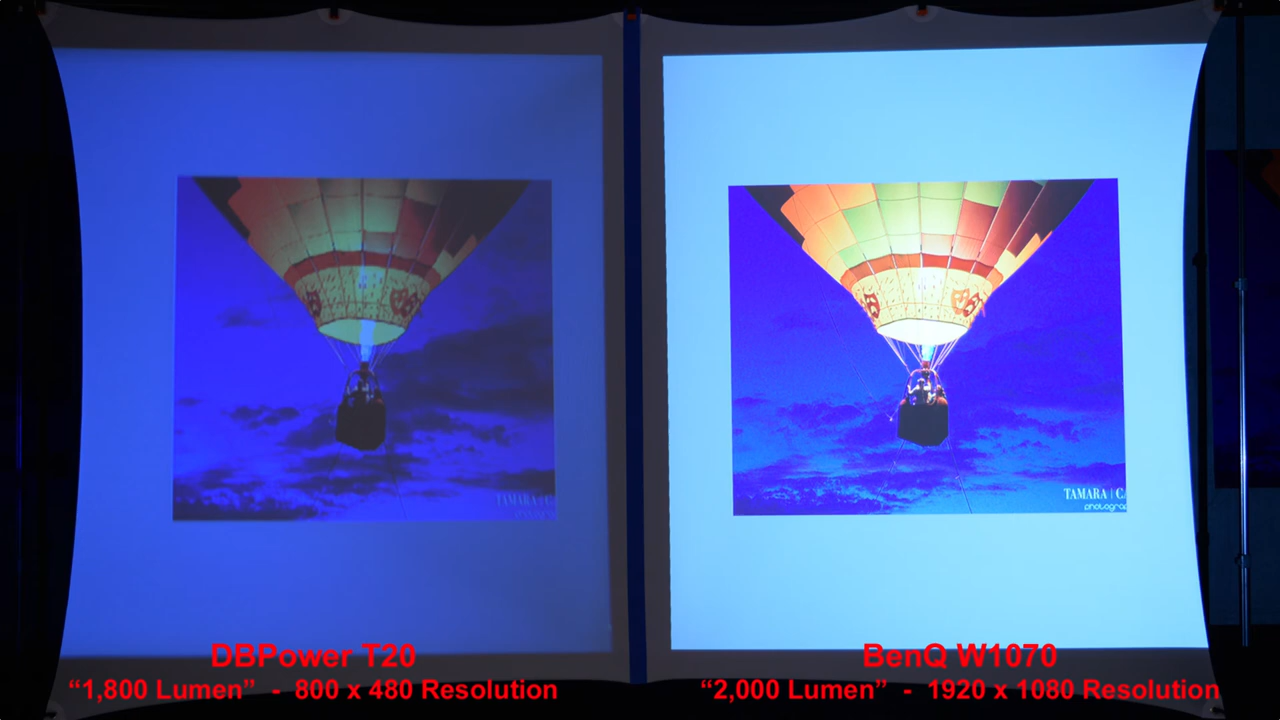 TAMARA | C
TAMARA | CA
photograp
DBPower T20
“1,800 Lumen” - 800 x 480 Resolution
BenQ W1070
“2,000 Lumen” - 1920 x 1080 Resolution